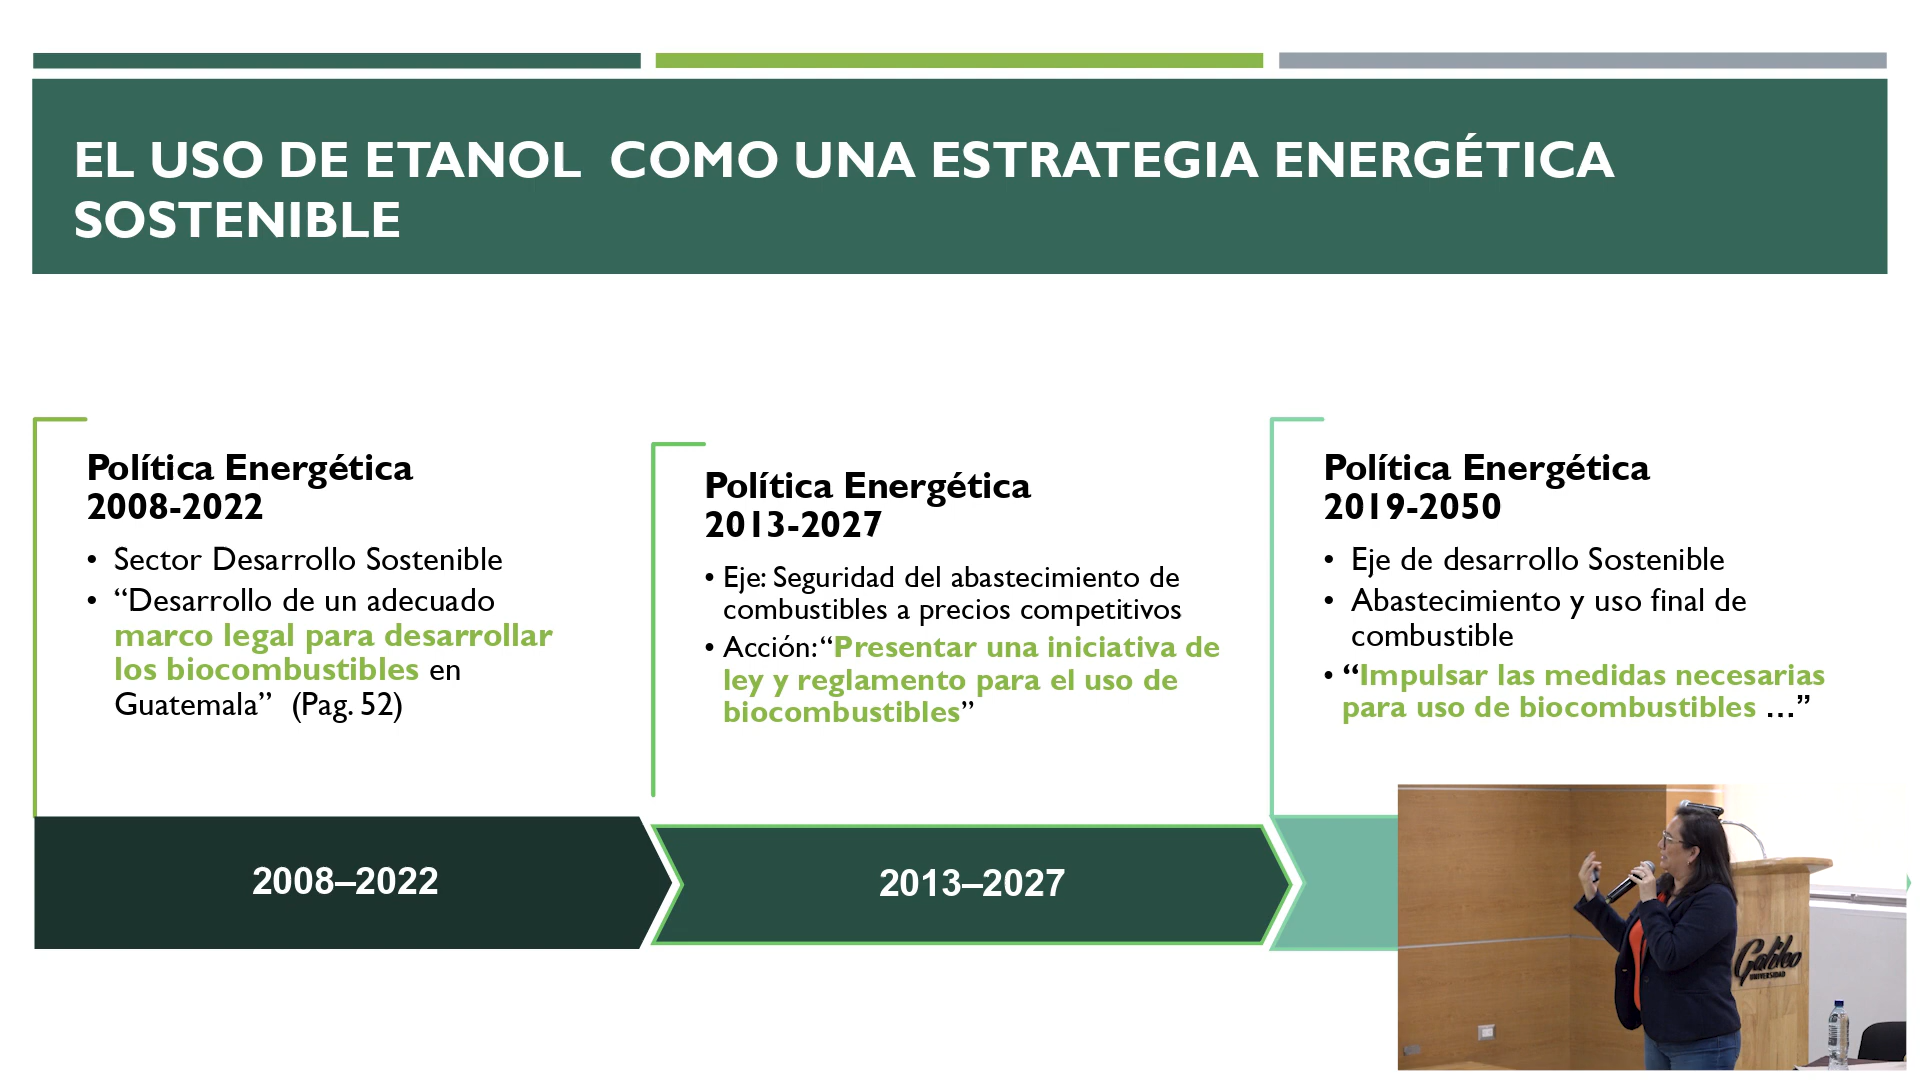 EL USO DE ETANOL  COMO UNA ESTRATEGIA ENERGÉTICA
SOSTENIBLE
Política Energética
2008-2022
• Sector Desarrollo Sostenible
• “Desarrollo de un adecuado
marco legal para desarrollar
los biocombustibles en
Guatemala”  (Pag. 52)
Política Energética
2013-2027
• Eje: Seguridad del abastecimiento de
combustibles a precios competitivos
• Acción: “Presentar una iniciativa de
ley y reglamento para el uso de
biocombustibles”
Política Energética
2019-2050
• Eje de desarrollo Sostenible
• Abastecimiento y uso final de
combustible
• “Impulsar las medidas necesarias
para uso de biocombustibles …”
2008–2022
2013–2027
Galileo
UNIVERSIDAD